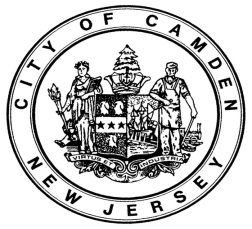 CITY OF CAMDEN
VIRTUS ET INDUSTRIA
NEW JERSEY